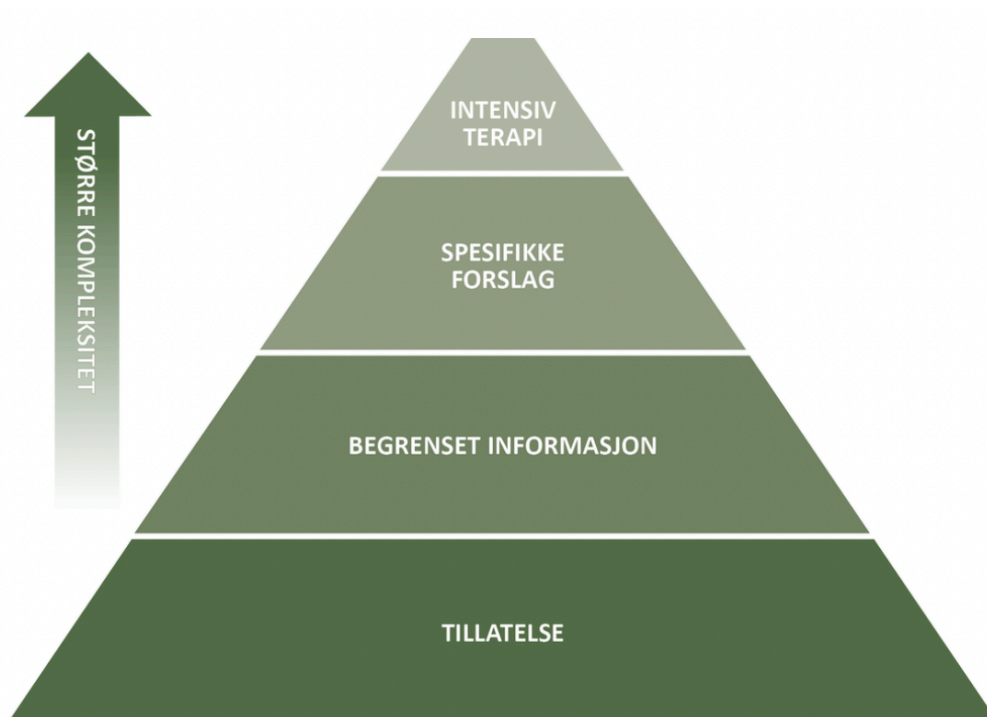 STØRRE KOMPLEKSITET
INTENSIV
TERAPI
SPESIFIKKE
FORSLAG
BEGRENSET INFORMASJON
TILLATELSE